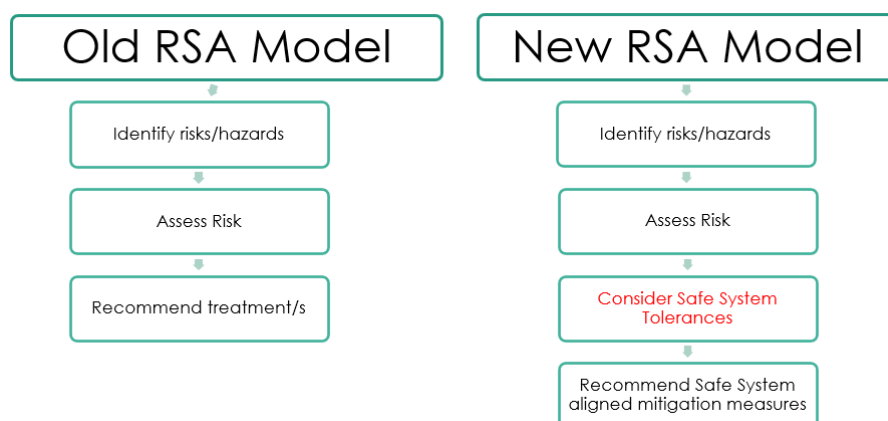 Old RSA Model
Identify risks/hazards
Assess Risk
Recommend treatment/s
New RSA Model
Identify risks/hazards
Assess Risk
Consider Safe System
Tolerances
Recommend Safe System
aligned mitigation measures